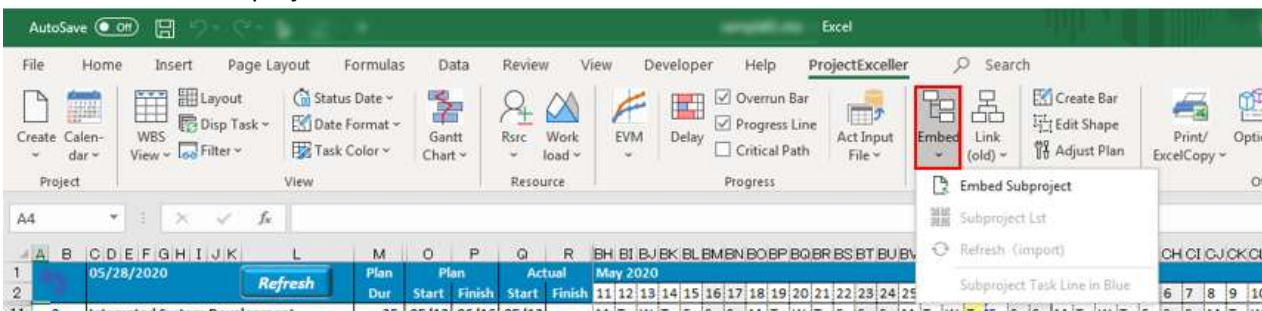 AutoSave Off Excel
File Home Insert Page Layout Formulas Data Review View Developer Help ProjectExceller Search
Layout Status Date Overrun Bar Create Bar
Disp Task Date Format Progress Line Edit Shape
Filter Task Color Critical Path Adjust Plan
Create Calen-dar WBS View Gantt Chart Rsrc Work load EVM Delay Act Input File Embed Link (old) Print/ ExcelCopy
Project View Resource Progress
Embed Subproject
Subproject Lst
Refresh (import)
Subproject Task Line in Blue
A4 fx
A B C D E F G H I J K L M O P Q R BH BI BJ BK BL BM BN BO BP BQ BR BS BT BU BV CH CI CJ CK
1 05/28/2020 Refresh Plan Plan Actual May 2020
2 Dur Start Finish Start Finish 11 12 13 14 15 16 17 18 19 20 21 22 23 24 25 6 7 8 9 10